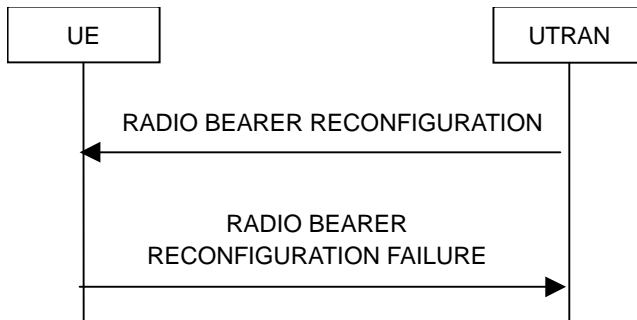 UE
UTRAN
RADIO BEARER RECONFIGURATION
RADIO BEARER
RECONFIGURATION FAILURE